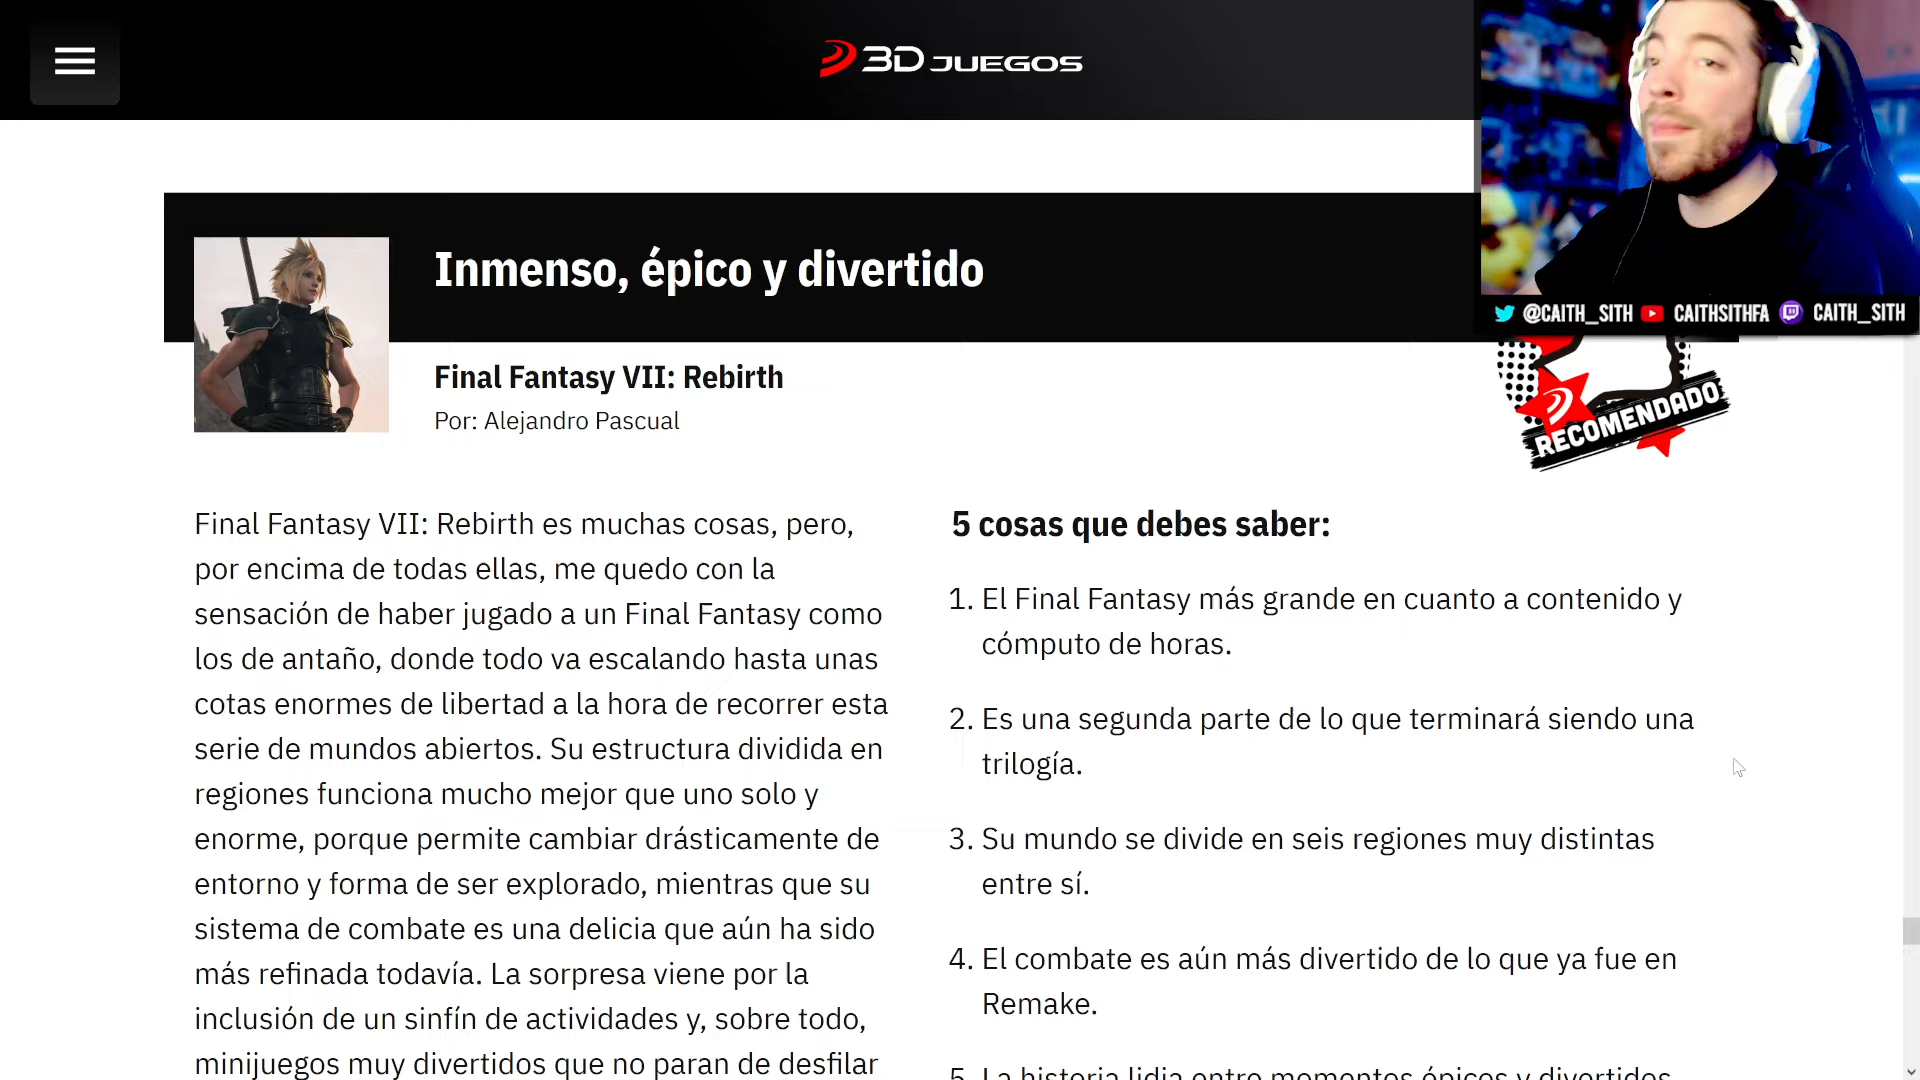 3D JUEGOS
Inmenso, épico y divertido
@CAITH_SITH CAITHSITHFA CAITH_SITH
Final Fantasy VII: Rebirth
Por: Alejandro Pascual
RECOMENDADO
Final Fantasy VII: Rebirth es muchas cosas, pero,
por encima de todas ellas, me quedo con la
sensación de haber jugado a un Final Fantasy como
los de antaño, donde todo va escalando hasta unas
cotas enormes de libertad a la hora de recorrer esta
serie de mundos abiertos. Su estructura dividida en
regiones funciona mucho mejor que uno solo y
enorme, porque permite cambiar drásticamente de
entorno y forma de ser explorado, mientras que su
sistema de combate es una delicia que aún ha sido
más refinada todavía. La sorpresa viene por la
inclusión de un sinfín de actividades y, sobre todo,
minijuegos muy divertidos que no paran de desfilar
5 cosas que debes saber:
1. El Final Fantasy más grande en cuanto a contenido y
cómputo de horas.
2. Es una segunda parte de lo que terminará siendo una
trilogía.
3. Su mundo se divide en seis regiones muy distintas
entre sí.
4. El combate es aún más divertido de lo que ya fue en
Remake.
5. La historia lidia entre momentos épicos y divertidos